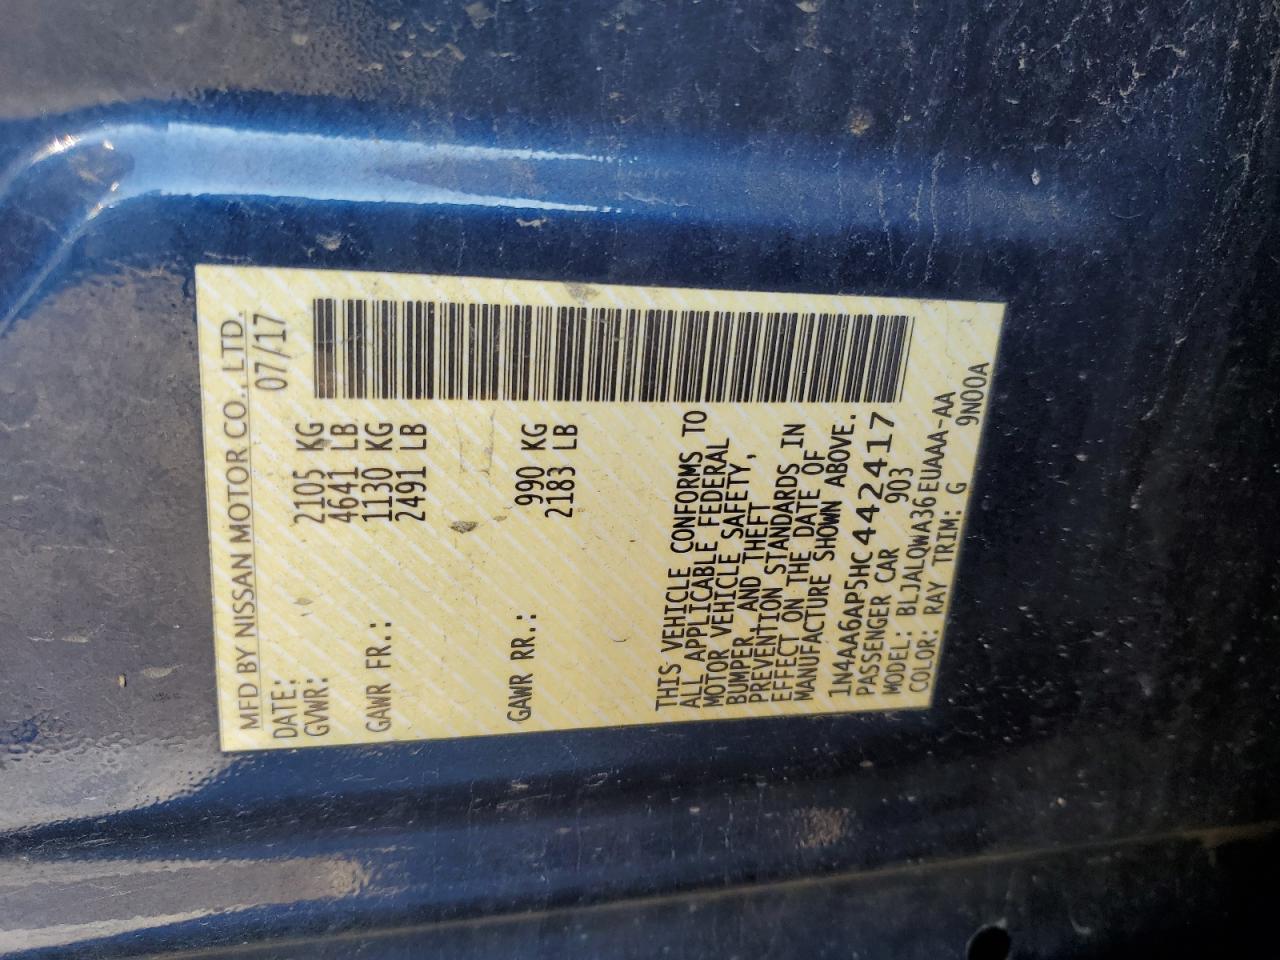 MFD BY NISSAN MOTOR CO., LTD.
DATE: 07/17
GVWR: 2105 KG
4641 LB
GAWR FR.: 1130 KG
2491 LB
GAWR RR.: 990 KG
2183 LB
THIS VEHICLE CONFORMS TO
ALL APPLICABLE FEDERAL
MOTOR VEHICLE SAFETY,
BUMPER, AND THEFT
PREVENTION STANDARDS IN
EFFECT ON THE DATE OF
MANUFACTURE SHOWN ABOVE.
1N4AA6AP5HC442417
PASSENGER CAR 903
MODEL: BLJALQWA36EUAAA-AA
COLOR: RAY TRIM: G 9N00A